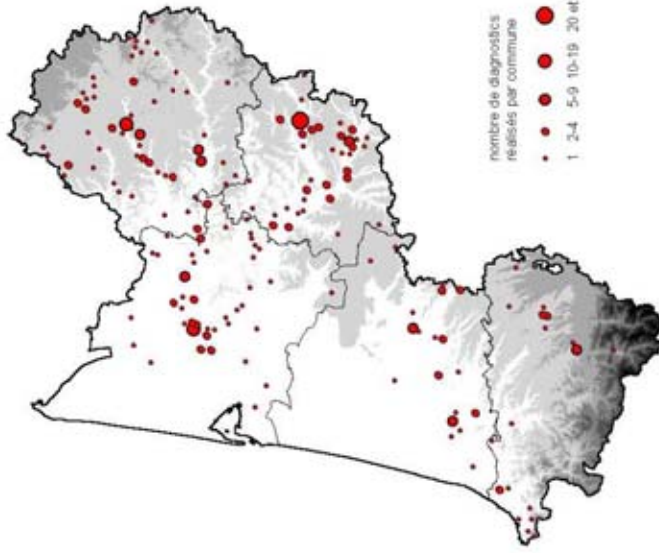 nombre de diagnostics
réalisés par commune
1 2-4 5-9 10-19 20 et